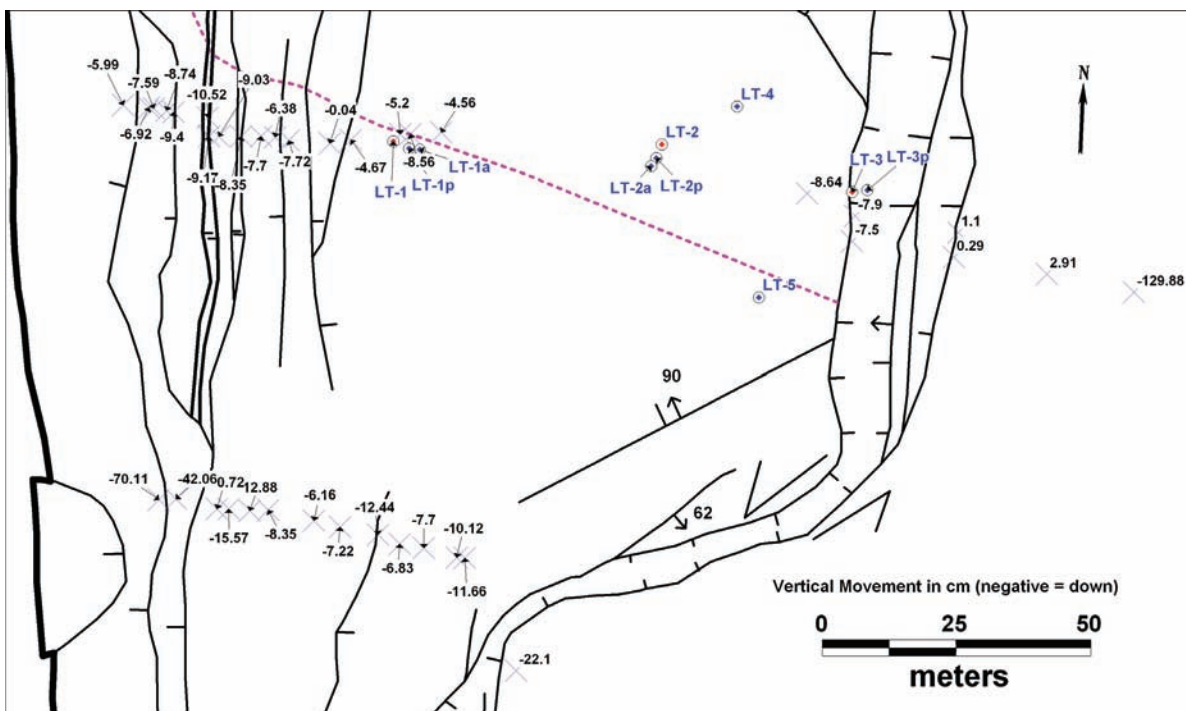 N
-5.99
-7.59
-8.74
-10.52
-9.03
-6.38
-0.04
-5.2
-4.56
-6.92
-9.4
-9.17
-8.35
-7.7
-7.72
-4.67
-8.56
LT-1
LT-1p
LT-1a
LT-4
LT-2
LT-2a
LT-2p
LT-3
LT-3p
-8.64
-7.9
-7.5
1.1
0.29
2.91
-129.88
LT-5
90
62
-70.11
-42.06
0.72
12.88
-15.57
-8.35
-6.16
-7.22
-12.44
-6.83
-7.7
-10.12
-11.66
-22.1
Vertical Movement in cm (negative = down)
0 25 50
meters